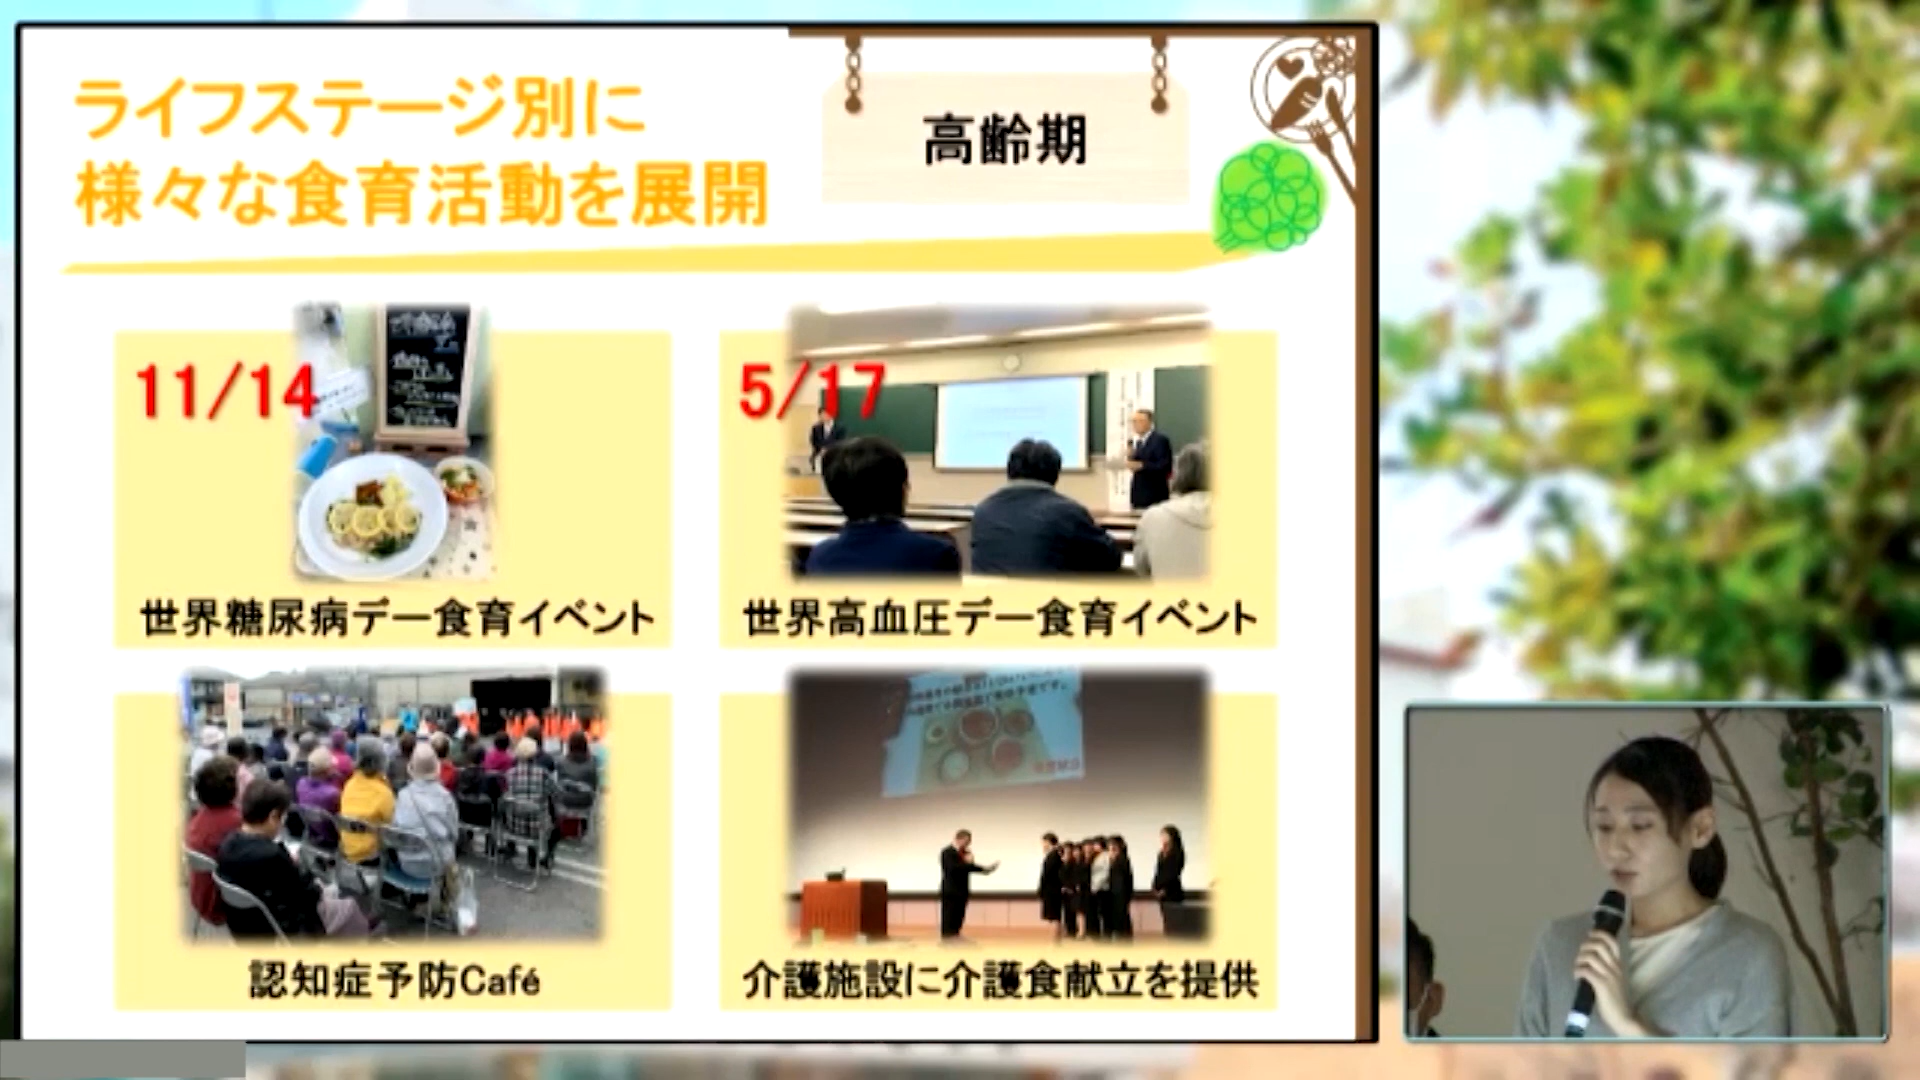 ライフステージ別に
様々な食育活動を展開
高齢期
11/14
世界糖尿病デー食育イベント
5/17
世界高血圧デー食育イベント
認知症予防Café
介護施設に介護食献立を提供